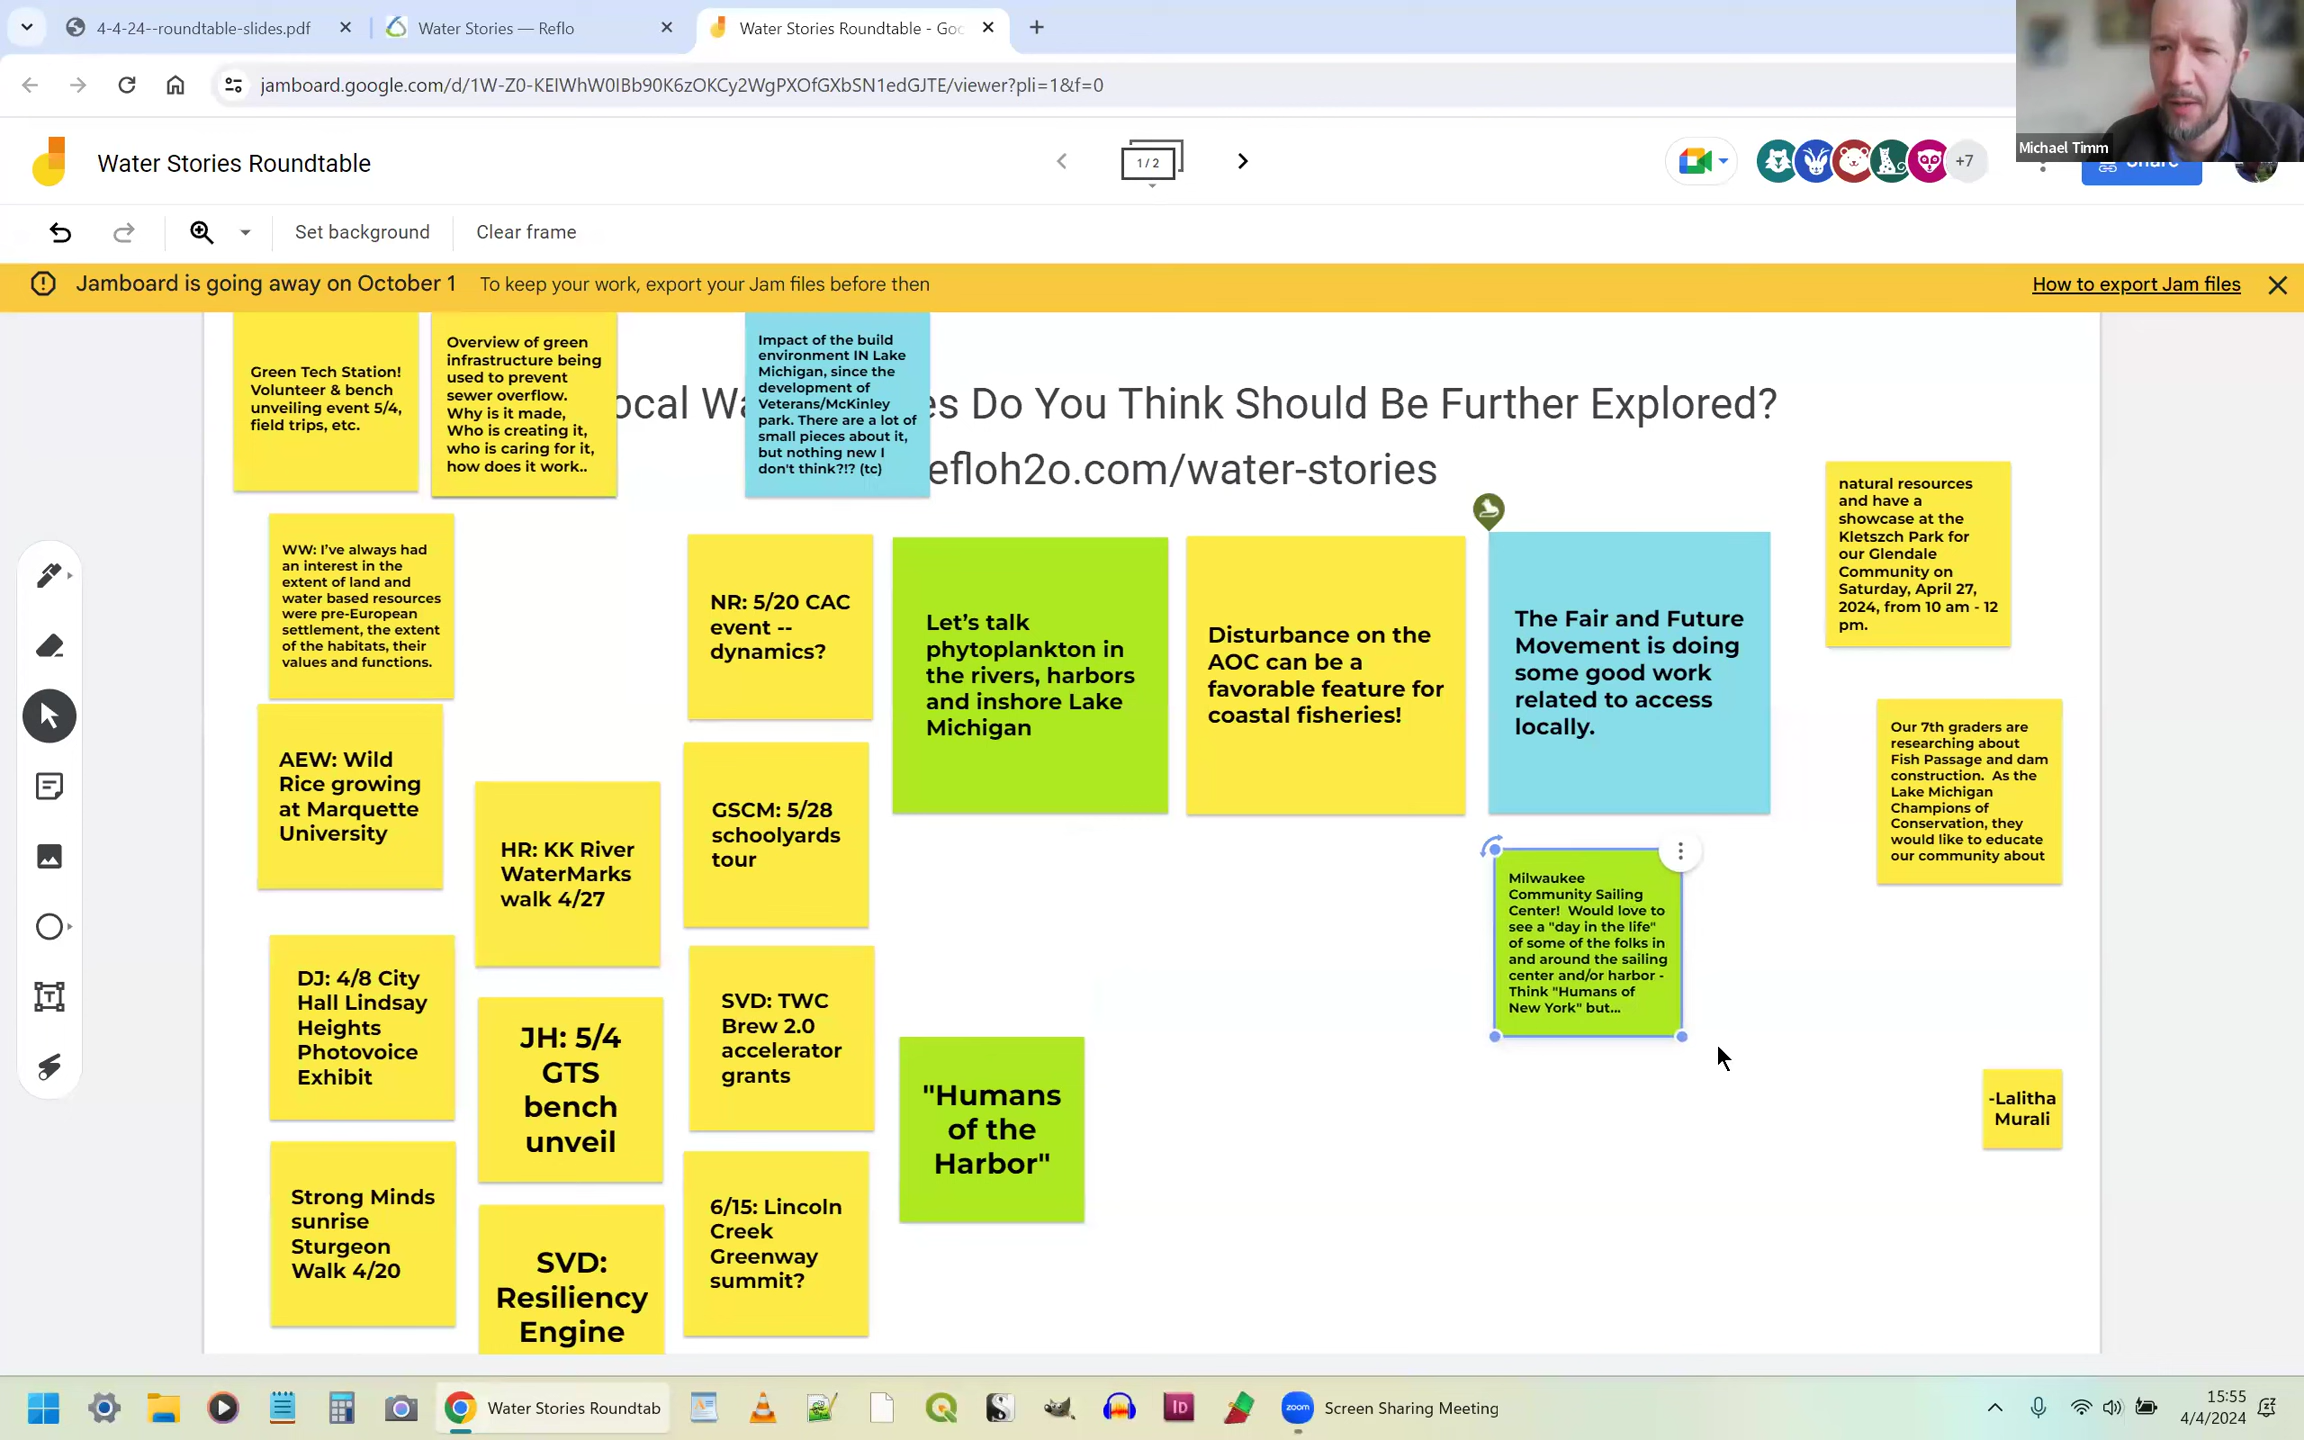 4-4-24--roundtable-slides.pdf
Water Stories — Reflo
Water Stories Roundtable - Goo
jamboard.google.com/d/1W-Z0-KEIWhW0IBb90K6zOKCy2WgPXOfGXbSN1edGJTE/viewer?pli=1&f=0
Michael Timm
Water Stories Roundtable
1 / 2
+7
Share
Set background
Clear frame
Jamboard is going away on October 1
To keep your work, export your Jam files before then
How to export Jam files
ocal Wa
es Do You Think Should Be Further Explored?
efloh2o.com/water-stories
Green Tech Station!
Volunteer & bench
unveiling event 5/4,
field trips, etc.
Overview of green
infrastructure being
used to prevent
sewer overflow.
Why is it made,
Who is creating it,
who is caring for it,
how does it work..
Impact of the build
environment IN Lake
Michigan, since the
development of
Veterans/McKinley
park. There are a lot of
small pieces about it,
but nothing new I
don't think?!? (tc)
natural resources
and have a
showcase at the
Kletszch Park for
our Glendale
Community on
Saturday, April 27,
2024, from 10 am - 12
pm.
WW: I've always had
an interest in the
extent of land and
water based resources
were pre-European
settlement, the extent
of the habitats, their
values and functions.
NR: 5/20 CAC
event --
dynamics?
Let's talk
phytoplankton in
the rivers, harbors
and inshore Lake
Michigan
Disturbance on the
AOC can be a
favorable feature for
coastal fisheries!
The Fair and Future
Movement is doing
some good work
related to access
locally.
Our 7th graders are
researching about
Fish Passage and dam
construction. As the
Lake Michigan
Champions of
Conservation, they
would like to educate
our community about
AEW: Wild
Rice growing
at Marquette
University
HR: KK River
WaterMarks
walk 4/27
GSCM: 5/28
schoolyards
tour
Milwaukee
Community Sailing
Center! Would love to
see a "day in the life"
of some of the folks in
and around the sailing
center and/or harbor -
Think "Humans of
New York" but...
DJ: 4/8 City
Hall Lindsay
Heights
Photovoice
Exhibit
JH: 5/4
GTS
bench
unveil
SVD: TWC
Brew 2.0
accelerator
grants
"Humans
of the
Harbor"
-Lalitha
Murali
Strong Minds
sunrise
Sturgeon
Walk 4/20
SVD:
Resiliency
Engine
6/15: Lincoln
Creek
Greenway
summit?
Water Stories Roundtab
Id
zoom
Screen Sharing Meeting
15:55
4/4/2024